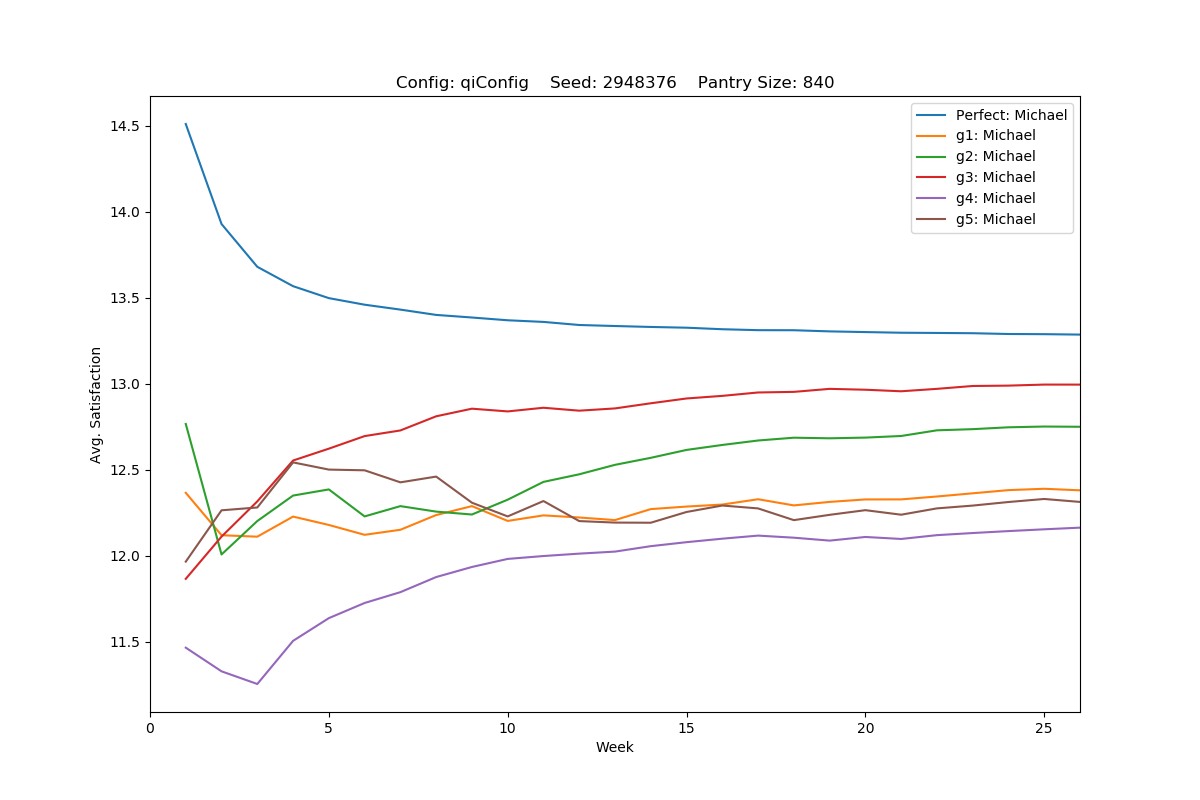 Config: qiConfig    Seed: 2948376    Pantry Size: 840
Perfect: Michael
g1: Michael
g2: Michael
g3: Michael
g4: Michael
g5: Michael
14.5
14.0
13.5
13.0
12.5
12.0
11.5
Avg. Satisfaction
0 5 10 15 20 25
Week